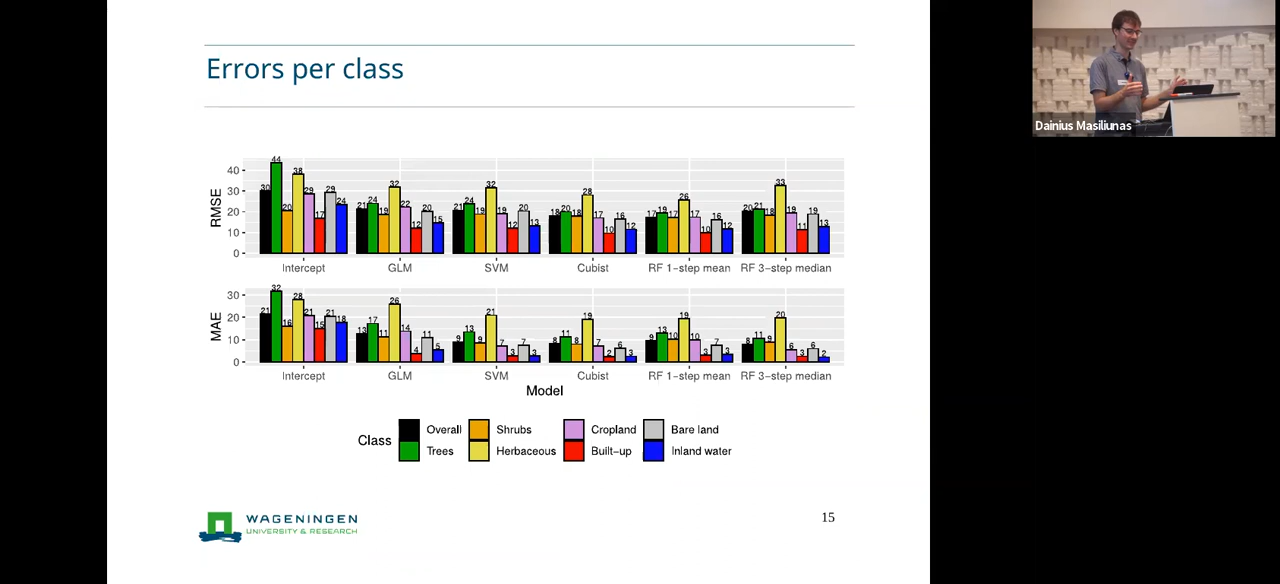 Errors per class
RMSE
40
30
20
10
0
30 44 20 38 29 17 29 24
21 24 19 32 22 12 20 15
21 24 19 32 19 12 20 13
18 20 18 28 17 10 16 12
17 19 17 26 17 10 16 12
20 21 18 33 19 11 19 13
Intercept GLM SVM Cubist RF 1-step mean RF 3-step median
MAE
30
20
10
0
21 32 16 28 21 15 21 18
13 17 11 26 14 4 11 5
9 13 9 21 7 3 7 3
8 11 8 19 7 2 6 3
9 13 10 19 10 3 7 3
8 11 9 20 6 3 6 2
Intercept GLM SVM Cubist RF 1-step mean RF 3-step median
Model
Class
Overall Shrubs Cropland Bare land
Trees Herbaceous Built-up Inland water
WAGENINGEN
UNIVERSITY & RESEARCH
15
Dainius Masiliunas